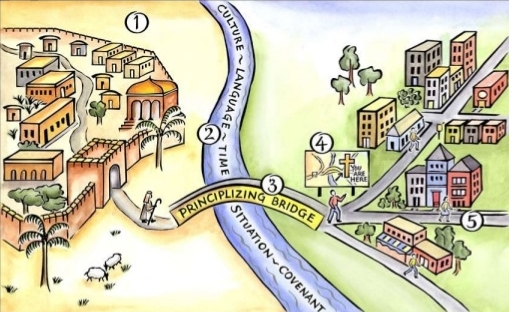 1
CULTURE ~ LANGUAGE TIME
2
3
PRINCIPLIZING BRIDGE
4
YOU
ARE
HERE
SITUATION ~ COVENANT
5